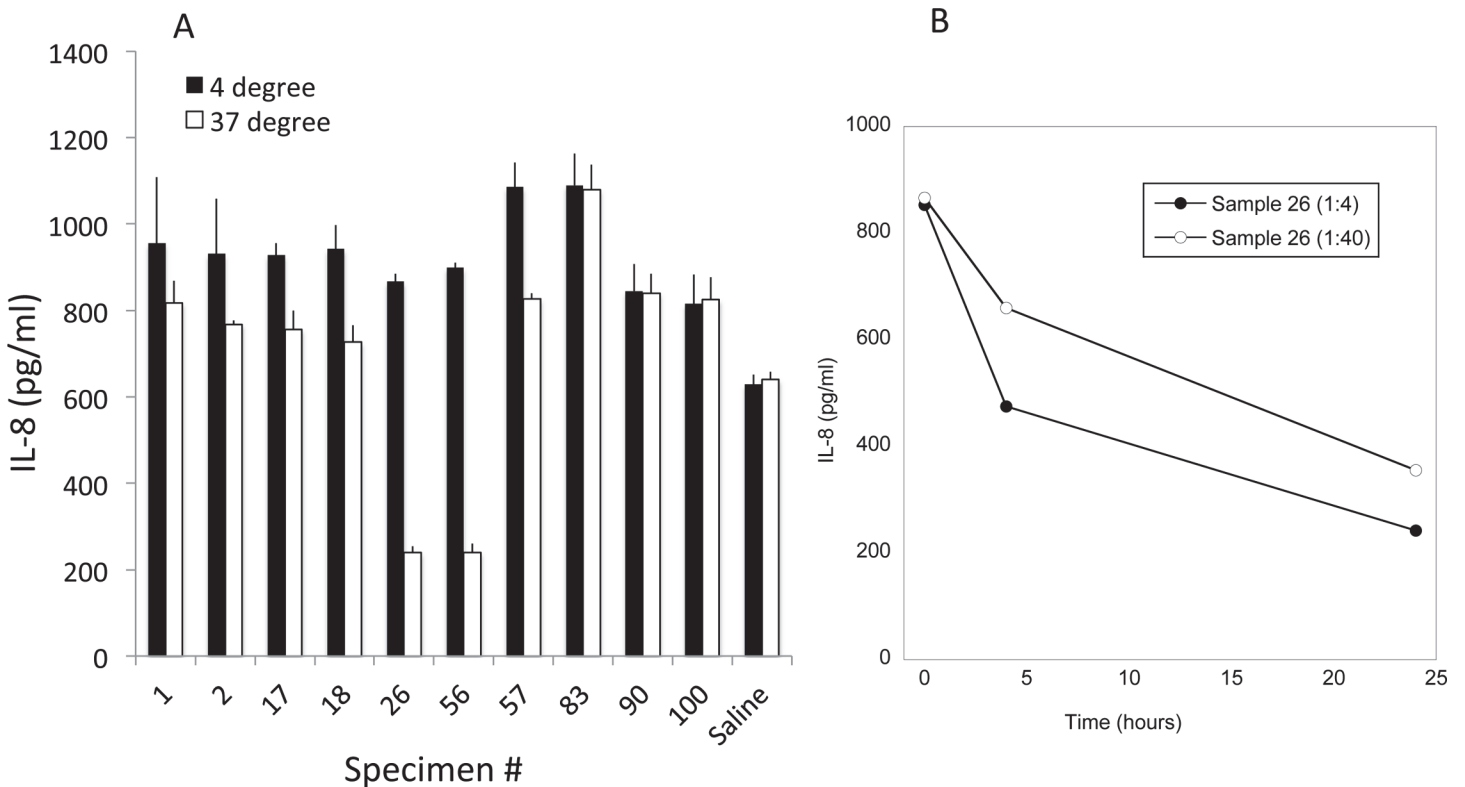 A
1400
1200
1000
800
600
400
200
0
IL-8 (pg/ml)
4 degree
37 degree
1
2
17
18
26
56
57
83
90
100
Saline
Specimen #
B
1000
800
600
400
200
0
IL-8 (pg/ml)
Sample 26 (1:4)
Sample 26 (1:40)
0
5
10
15
20
25
Time (hours)